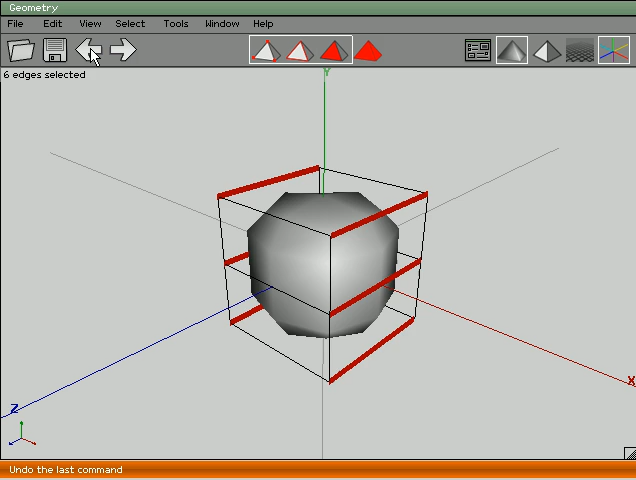 Geometry
File Edit View Select Tools Window Help
6 edges selected
Y
X
Z
Undo the last command